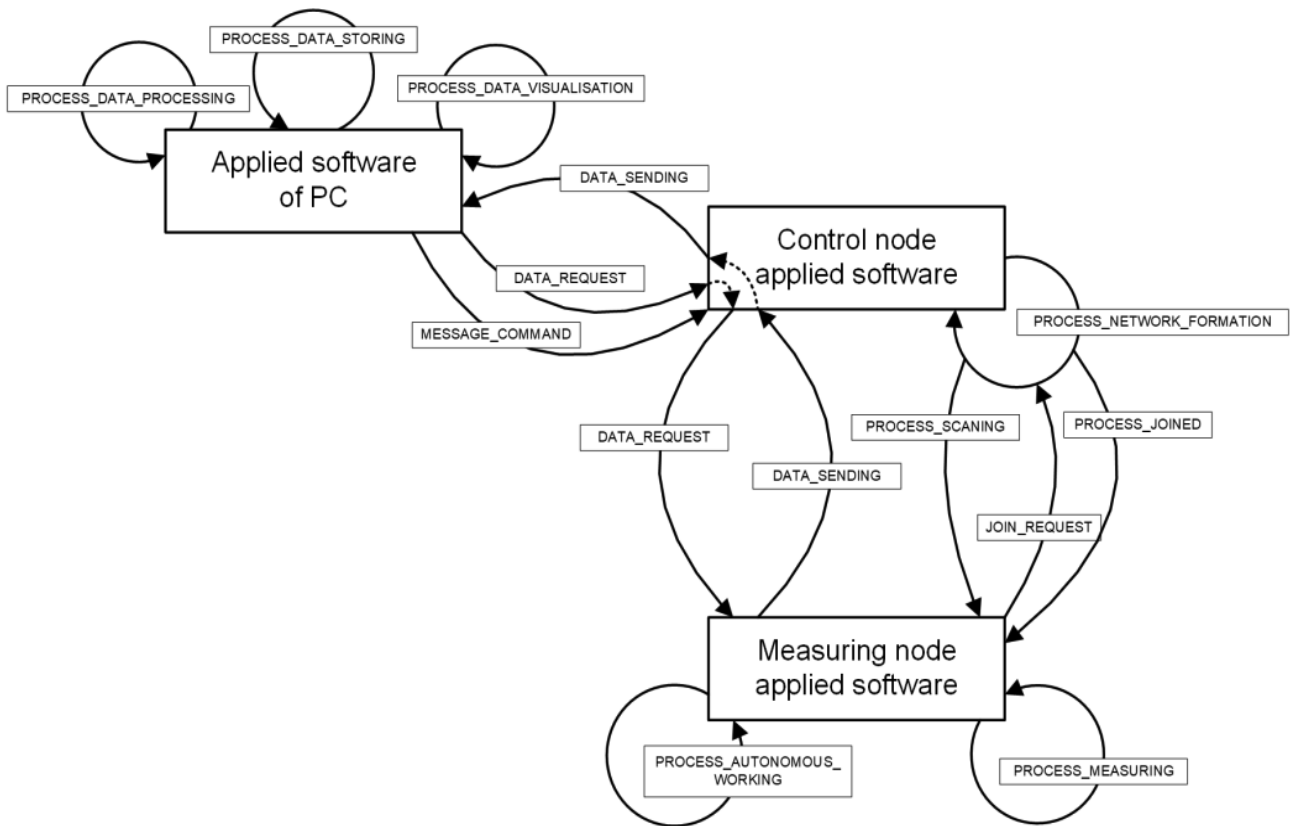 PROCESS_DATA_STORING
PROCESS_DATA_PROCESSING
PROCESS_DATA_VISUALISATION
Applied software
of PC
DATA_SENDING
Control node
applied software
DATA_REQUEST
MESSAGE_COMMAND
PROCESS_NETWORK_FORMATION
DATA_REQUEST
PROCESS_SCANING
PROCESS_JOINED
DATA_SENDING
JOIN_REQUEST
Measuring node
applied software
PROCESS_AUTONOMOUS_
WORKING
PROCESS_MEASURING